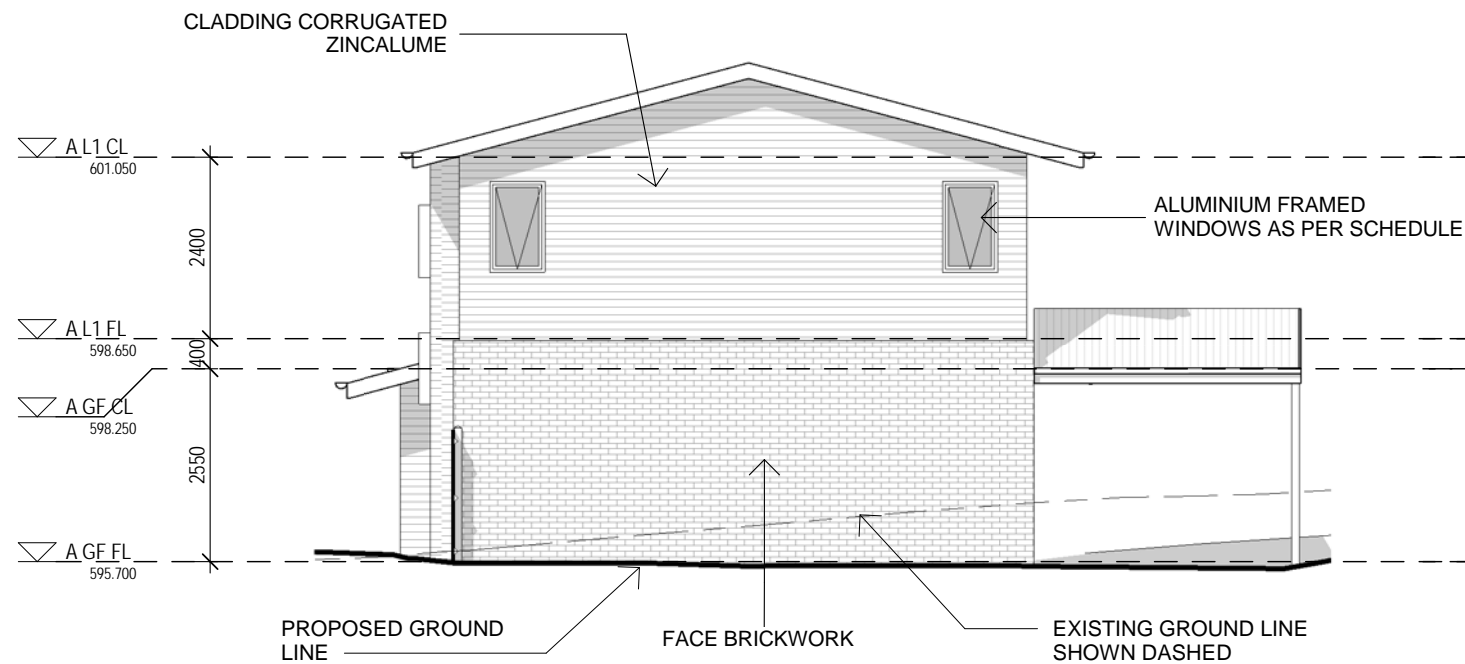 CLADDING CORRUGATED
ZINCALUME
A L1 CL
601.050
2400
ALUMINIUM FRAMED
WINDOWS AS PER SCHEDULE
A L1 FL
598.650
400
A GF CL
598.250
2550
A GF FL
595.700
PROPOSED GROUND
LINE
FACE BRICKWORK
EXISTING GROUND LINE
SHOWN DASHED